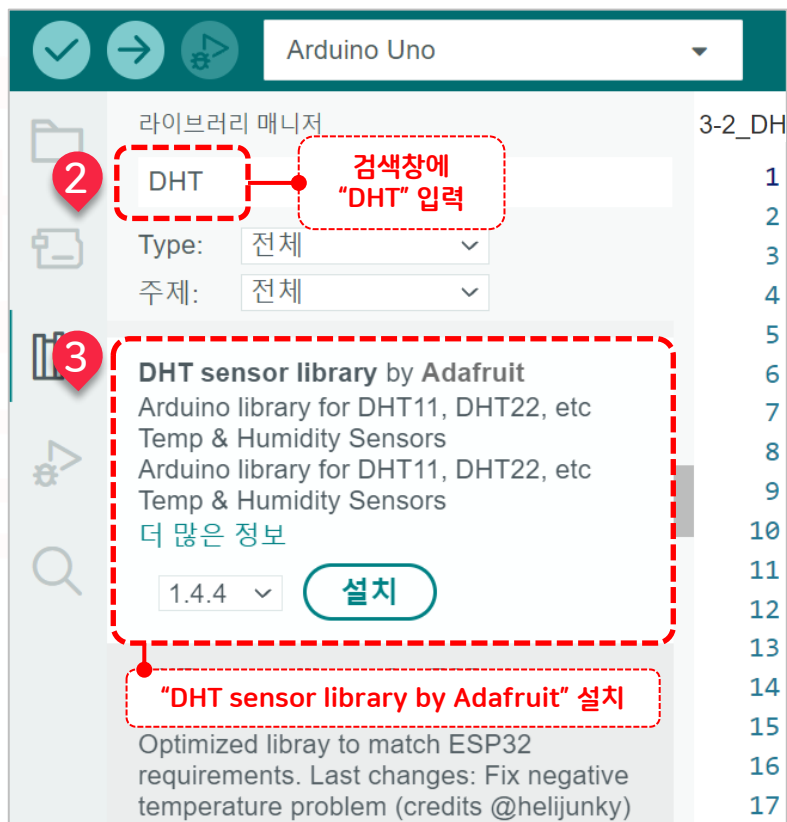 Arduino Uno
라이브러리 매니저
3-2_DH
2
DHT
검색창에
“DHT” 입력
Type:
전체
주제:
전체
3
DHT sensor library by Adafruit
Arduino library for DHT11, DHT22, etc
Temp & Humidity Sensors
Arduino library for DHT11, DHT22, etc
Temp & Humidity Sensors
더 많은 정보
1.4.4
설치
“DHT sensor library by Adafruit” 설치
Optimized libray to match ESP32
requirements. Last changes: Fix negative
temperature problem (credits @helijunky)
1
2
3
4
5
6
7
8
9
10
11
12
13
14
15
16
17